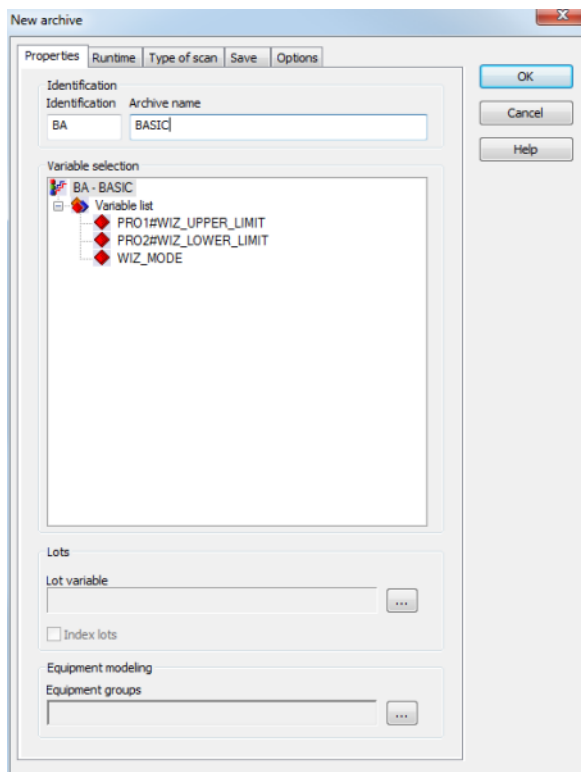 New archive
Properties Runtime Type of scan Save Options
Identification
Identification Archive name
BA BASIC
OK
Cancel
Help
Variable selection
BA - BASIC
Variable list
PRO1#WIZ_UPPER_LIMIT
PRO2#WIZ_LOWER_LIMIT
WIZ_MODE
Lots
Lot variable
...
Index lots
Equipment modeling
Equipment groups
...